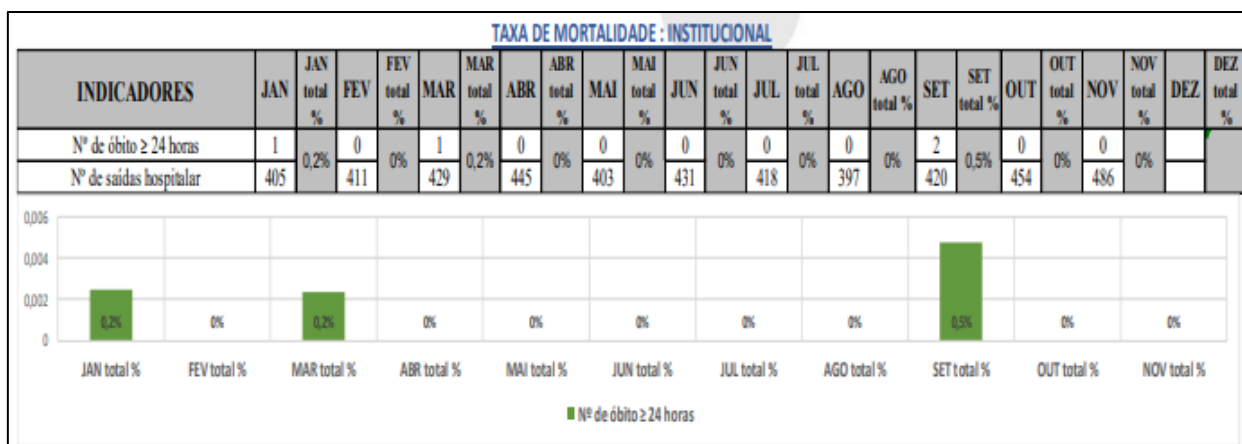 TAXA DE MORTALIDADE : INSTITUCIONAL
INDICADORES JAN JAN total % FEV FEV total % MAR MAR total % ABR ABR total % MAI MAI total % JUN JUN total % JUL JUL total % AGO AGO total % SET SET total % OUT OUT total % NOV NOV total % DEZ DEZ total %
Nº de óbito ≥ 24 horas 1 0,2% 0 0% 1 0,2% 0 0% 0 0% 0 0% 0 0% 0 0% 2 0,5% 0 0% 0 0%
Nº de saídas hospitalar 405 411 429 445 403 431 418 397 420 454 486
0,006
0,004
0,002
0
0,2% 0% 0,2% 0% 0% 0% 0% 0% 0,5% 0% 0%
JAN total % FEV total % MAR total % ABR total % MAI total % JUN total % JUL total % AGO total % SET total % OUT total % NOV total %
Nº de óbito ≥ 24 horas